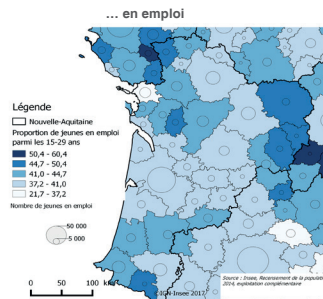 ... en emploi
Légende
Nouvelle-Aquitaine
Proportion de jeunes en emploi
parmi les 15-29 ans
50,4 - 60,4
44,7 - 50,4
41,0 - 44,7
37,2 - 41,0
21,7 - 37,2
Nombre de jeunes en emploi
50 000
5 000
0 50 100 km
©IGN-Insee 2017
Source : Insee, Recensement de la popula
2014, exploitation complémentaire